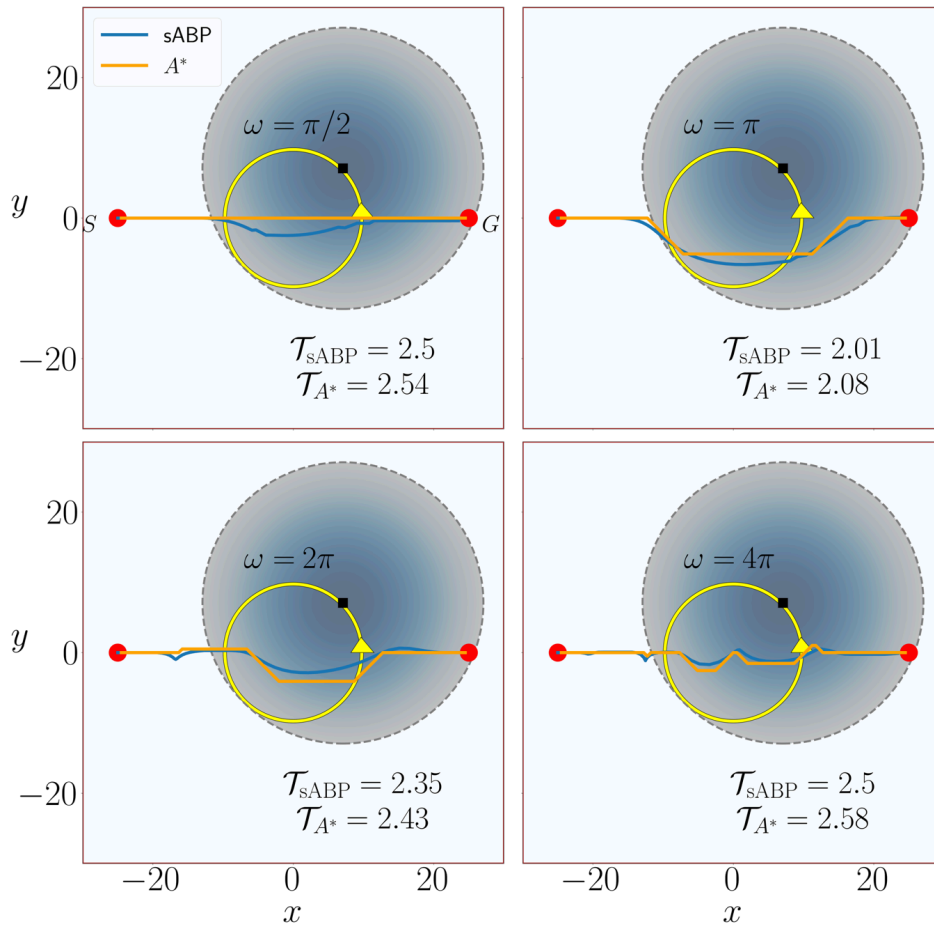 sABP
A*
ω = π/2
ω = π
20
y
0
S
G
−20
𝒯sABP = 2.5
𝒯A* = 2.54
𝒯sABP = 2.01
𝒯A* = 2.08
ω = 2π
ω = 4π
20
y
0
−20
𝒯sABP = 2.35
𝒯A* = 2.43
𝒯sABP = 2.5
𝒯A* = 2.58
−20
0
20
−20
0
20
x
x